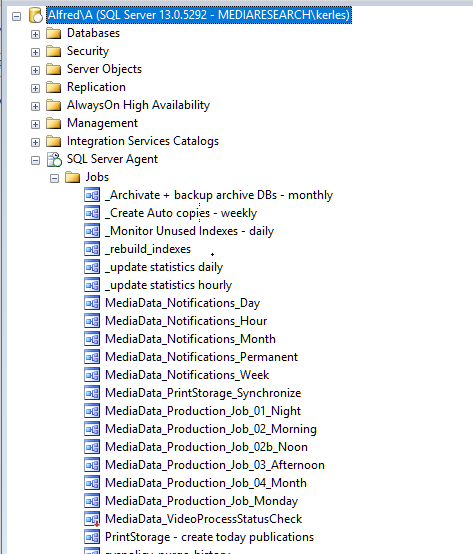 Alfred\A (SQL Server 13.0.5292 - MEDIARESEARCH\kerles)
Databases
Security
Server Objects
Replication
AlwaysOn High Availability
Management
Integration Services Catalogs
SQL Server Agent
Jobs
_Archivate + backup archive DBs - monthly
_Create Auto copies - weekly
_Monitor Unused Indexes - daily
_rebuild_indexes
_update statistics daily
_update statistics hourly
MediaData_Notifications_Day
MediaData_Notifications_Hour
MediaData_Notifications_Month
MediaData_Notifications_Permanent
MediaData_Notifications_Week
MediaData_PrintStorage_Synchronize
MediaData_Production_Job_01_Night
MediaData_Production_Job_02_Morning
MediaData_Production_Job_02b_Noon
MediaData_Production_Job_03_Afternoon
MediaData_Production_Job_04_Month
MediaData_Production_Job_Monday
MediaData_VideoProcessStatusCheck
PrintStorage - create today publications